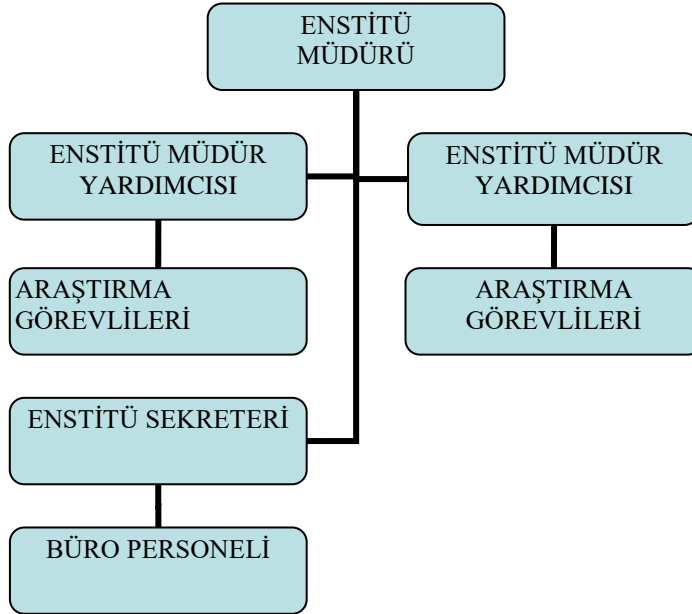 ENSTİTÜ
MÜDÜRÜ
ENSTİTÜ MÜDÜR
YARDIMCISI
ENSTİTÜ MÜDÜR
YARDIMCISI
ARAŞTIRMA
GÖREVLİLERİ
ARAŞTIRMA
GÖREVLİLERİ
ENSTİTÜ SEKRETERİ
BÜRO PERSONELİ